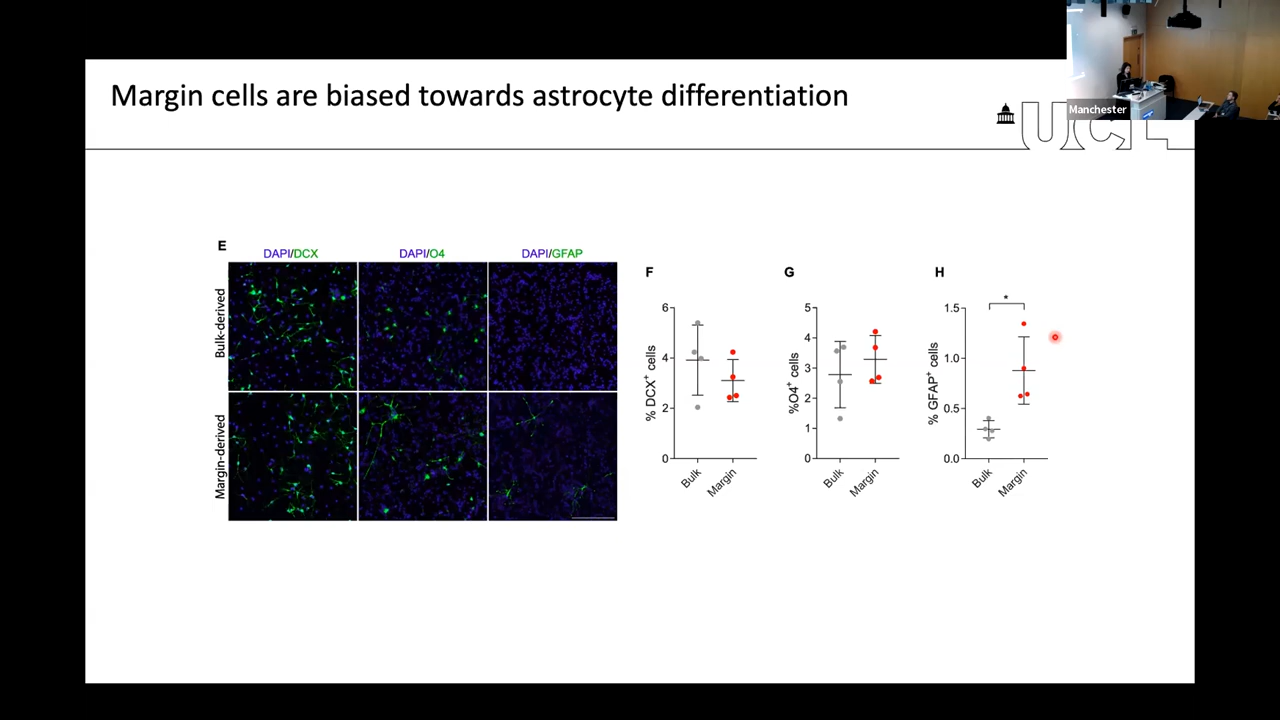 Margin cells are biased towards astrocyte differentiation
Manchester
UCL
E
DAPI/DCX
DAPI/O4
DAPI/GFAP
Bulk-derived
Margin-derived
F
6
4
2
0
% DCX+ cells
Bulk
Margin
G
5
4
3
2
1
0
%O4+ cells
Bulk
Margin
H
1.5
1.0
0.5
0.0
% GFAP+ cells
*
Bulk
Margin